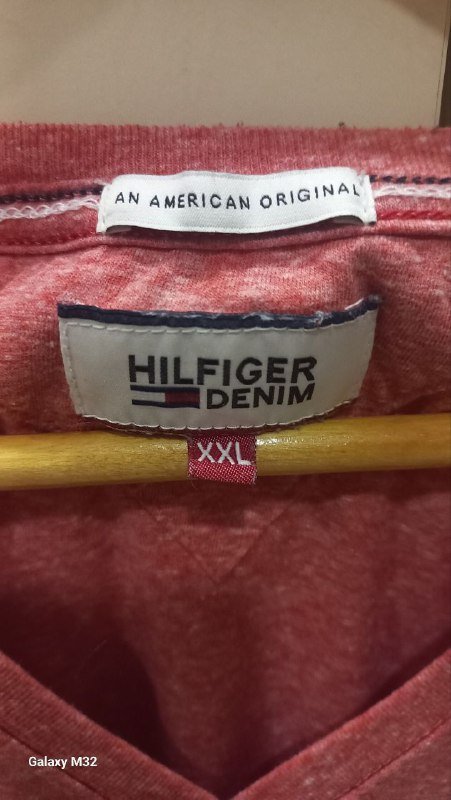 AN AMERICAN ORIGINAL
HILFIGER
DENIM
XXL
Galaxy M32